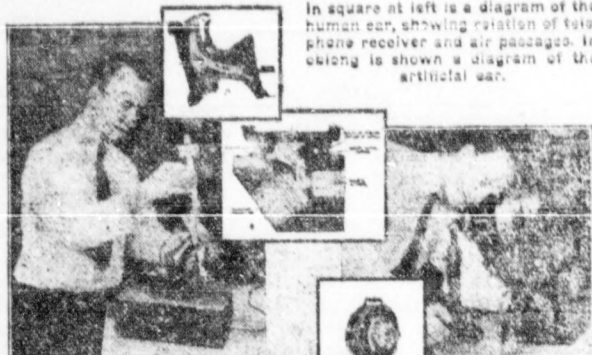 In square at left is a diagram of the
human ear, showing relation of tele-
phone receiver and air passages. In
oblong is shown a diagram of the
artificial ear.